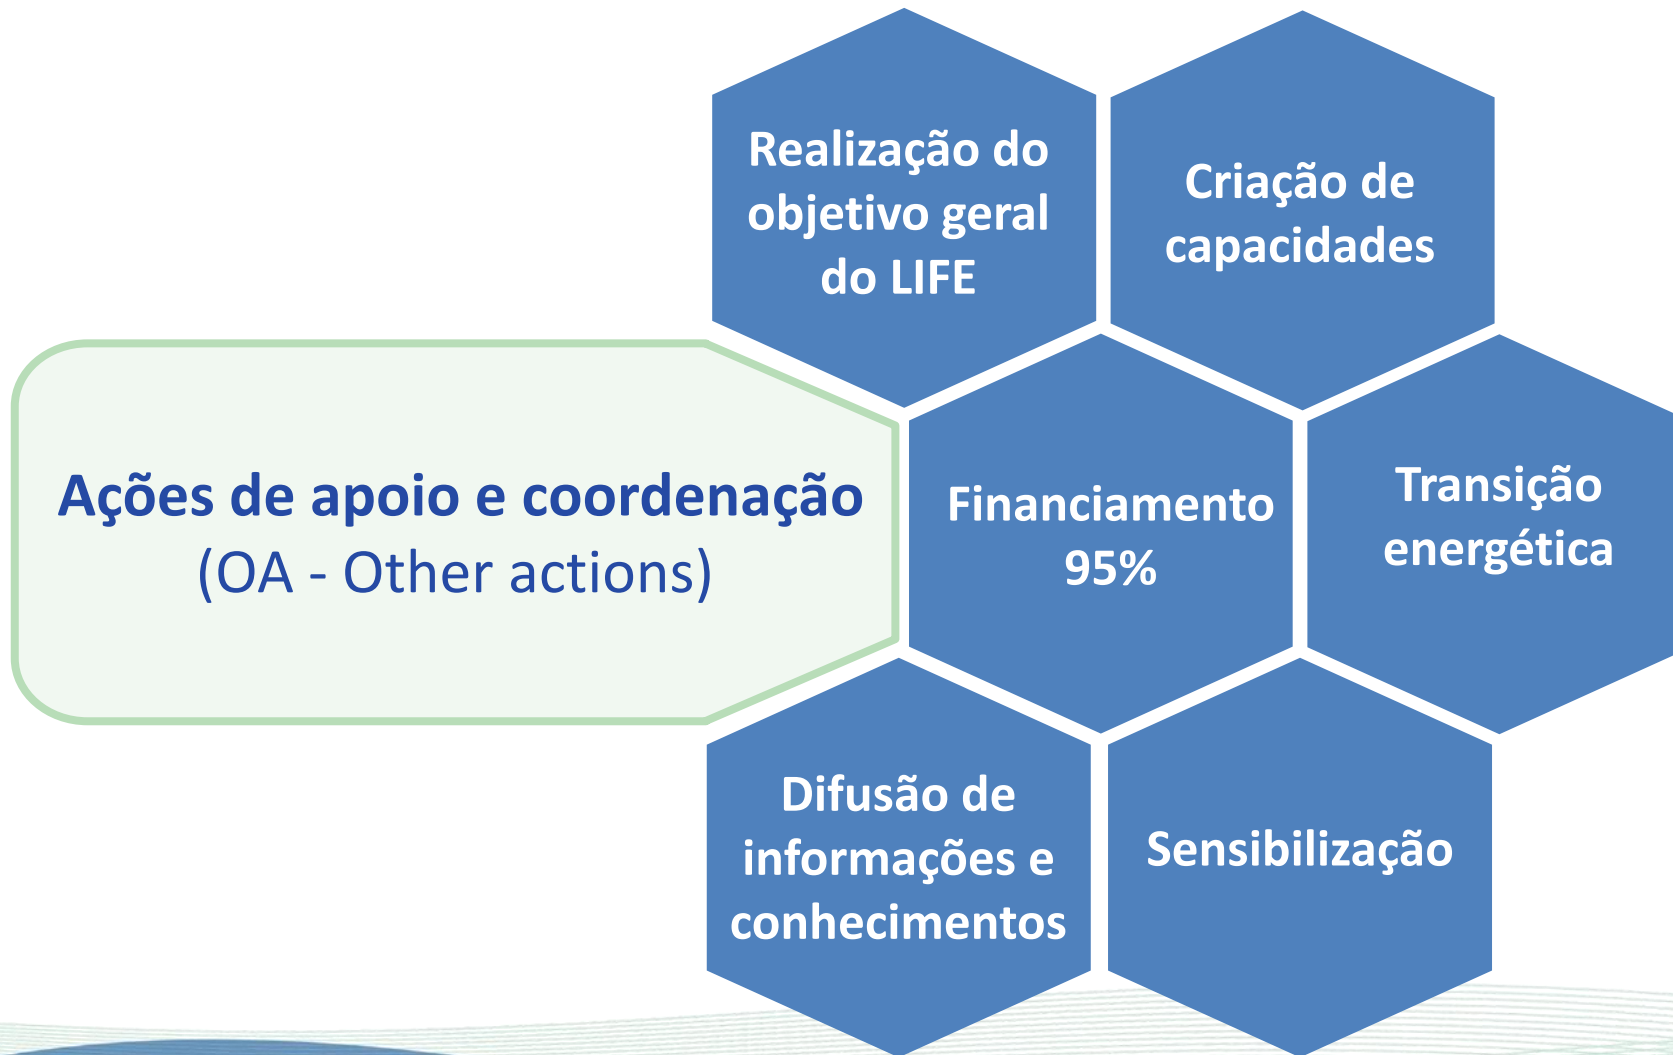 Realização do
objetivo geral
do LIFE
Criação de
capacidades
Ações de apoio e coordenação
(OA - Other actions)
Financiamento
95%
Transição
energética
Difusão de
informações e
conhecimentos
Sensibilização